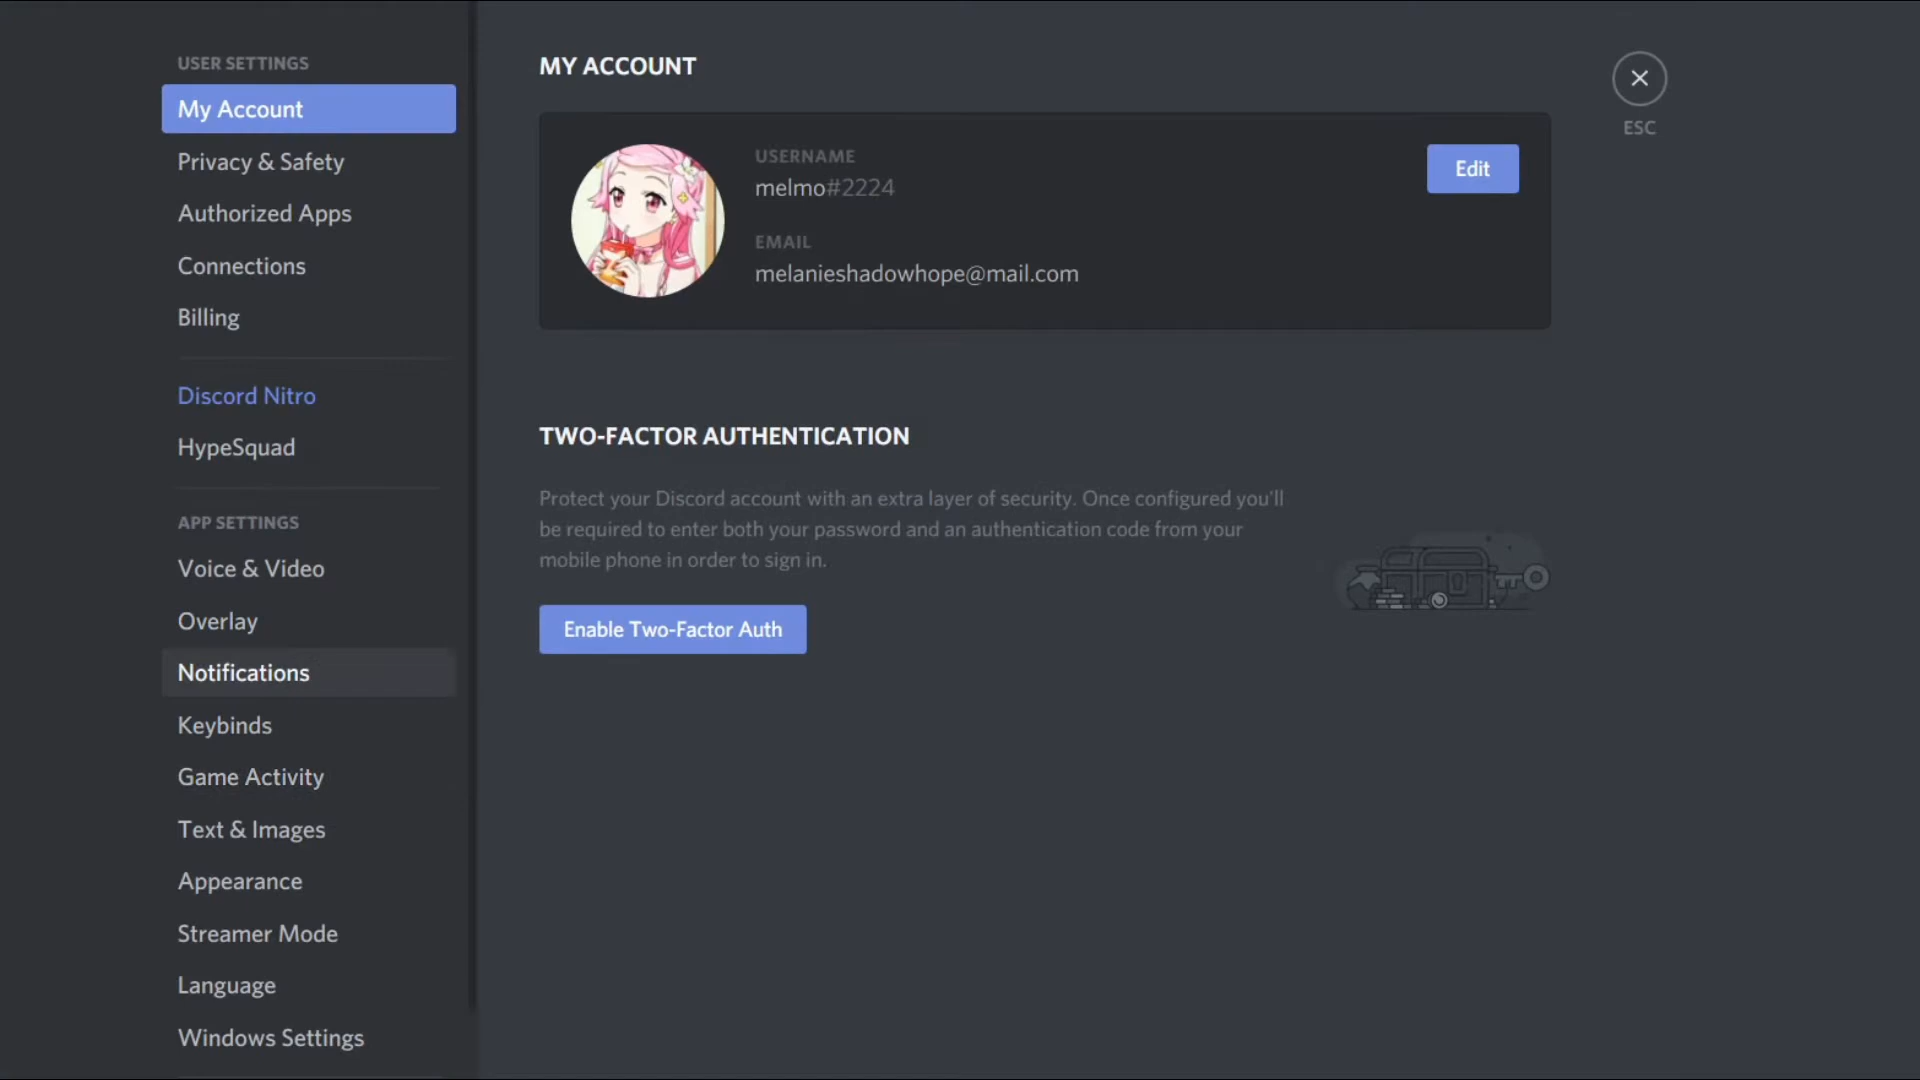 USER SETTINGS
My Account
Privacy & Safety
Authorized Apps
Connections
Billing
Discord Nitro
HypeSquad
APP SETTINGS
Voice & Video
Overlay
Notifications
Keybinds
Game Activity
Text & Images
Appearance
Streamer Mode
Language
Windows Settings
MY ACCOUNT
USERNAME
melmo#2224
EMAIL
melanieshadowhope@mail.com
Edit
ESC
TWO-FACTOR AUTHENTICATION
Protect your Discord account with an extra layer of security. Once configured you'll
be required to enter both your password and an authentication code from your
mobile phone in order to sign in.
Enable Two-Factor Auth